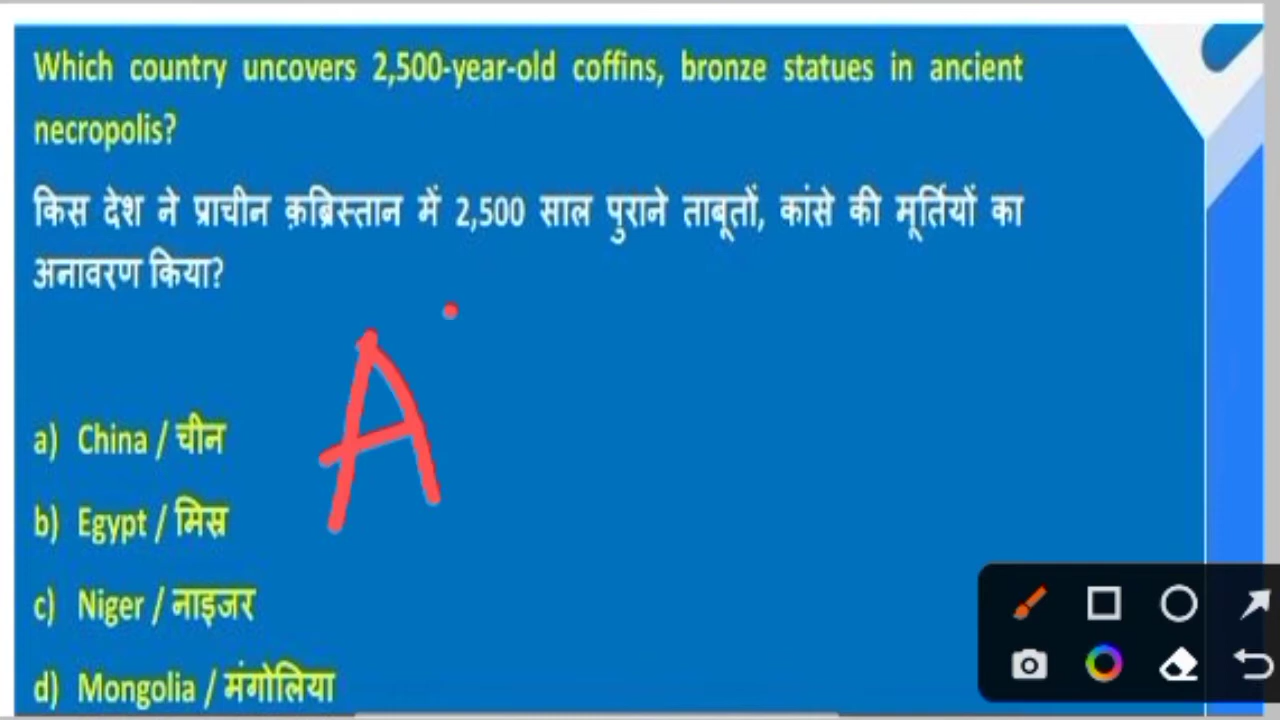 Which country uncovers 2,500-year-old coffins, bronze statues in ancient
necropolis?
किस देश ने प्राचीन क़ब्रिस्तान में 2,500 साल पुराने ताबूतों, कांसे की मूर्तियों का
अनावरण किया?
A
a) China / चीन
b) Egypt / मिस्र
c) Niger / नाइजर
d) Mongolia / मंगोलिया